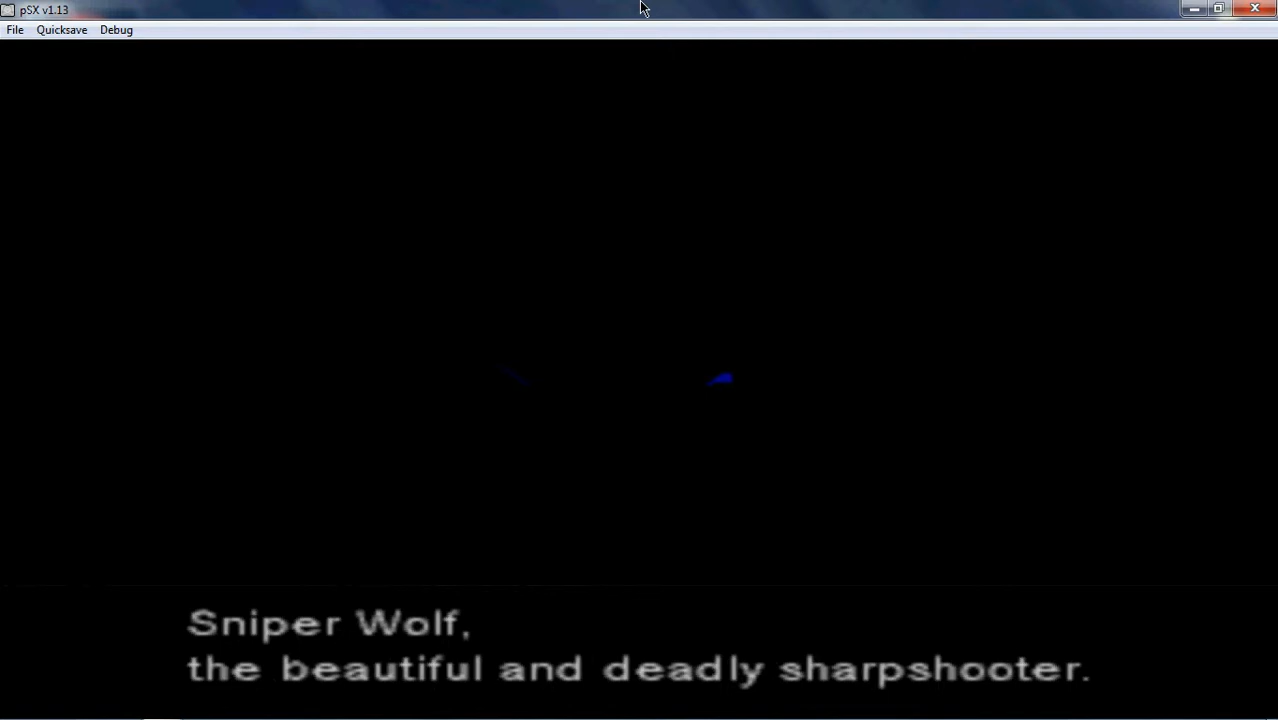 pSX v1.13
File Quicksave Debug
Sniper Wolf,
the beautiful and deadly sharpshooter.